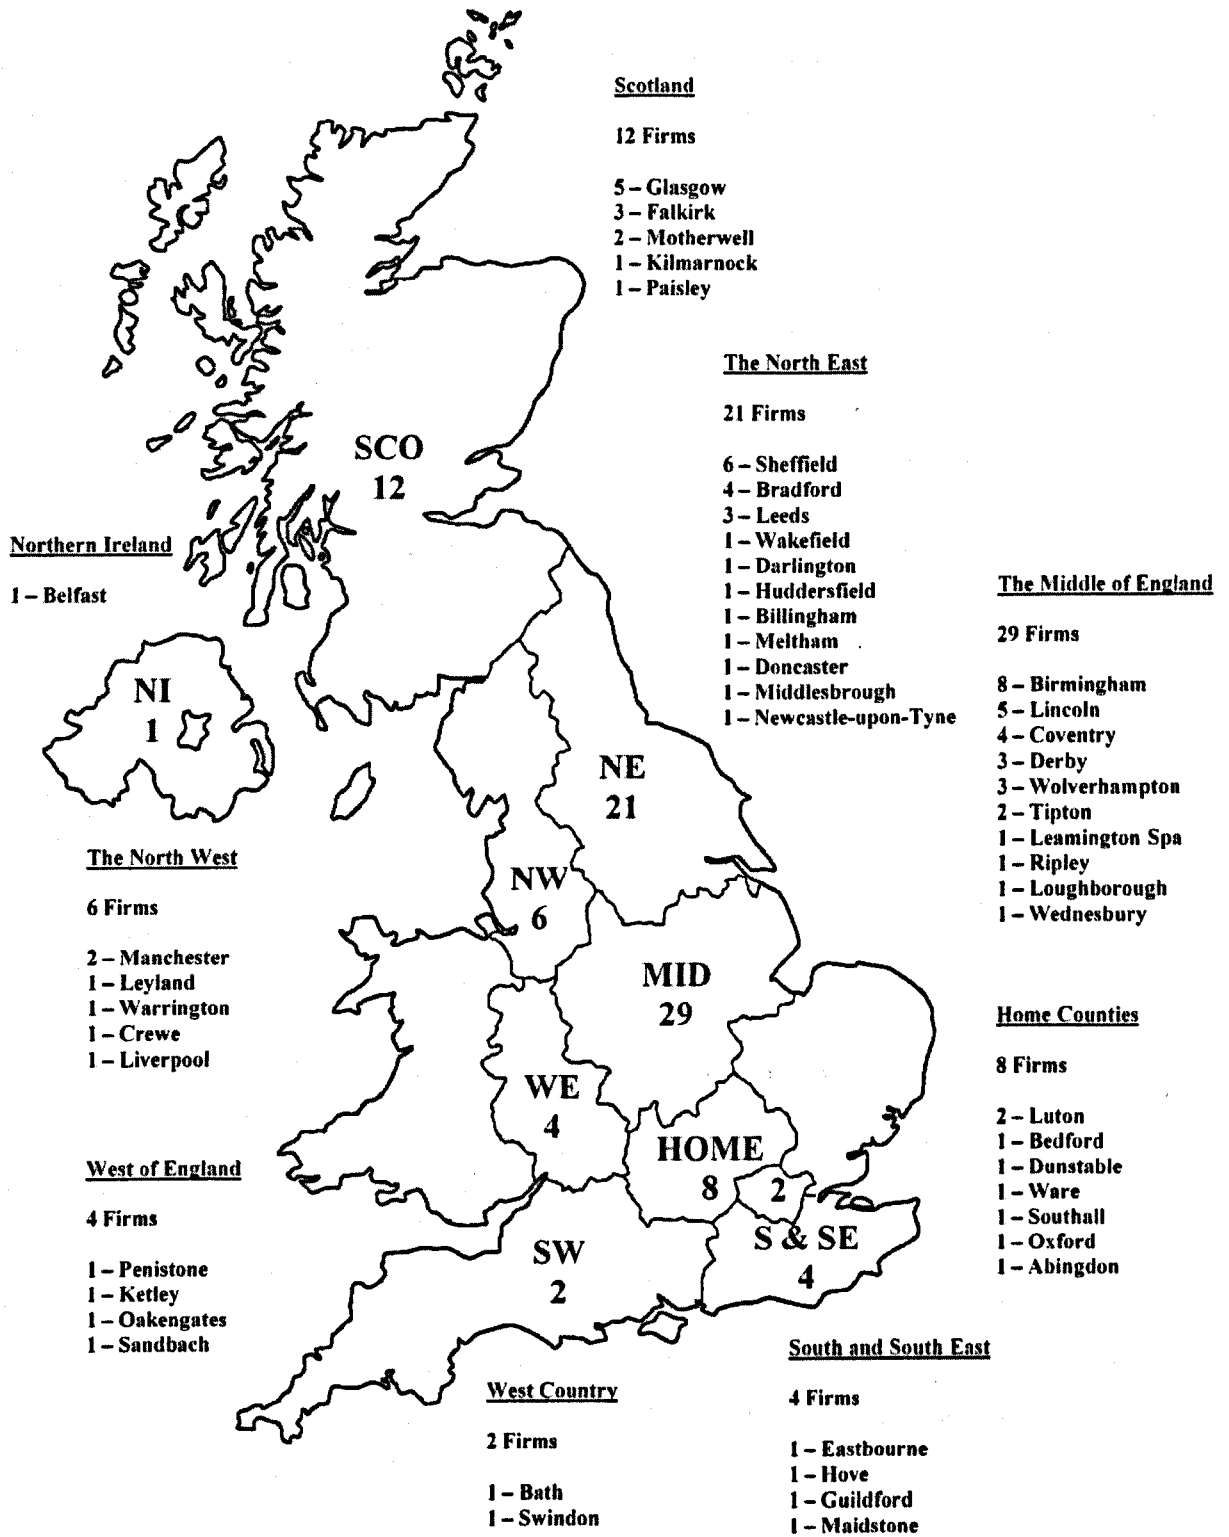 Scotland
12 Firms
5 – Glasgow
3 – Falkirk
2 – Motherwell
1 – Kilmarnock
1 – Paisley
The North East
21 Firms
6 – Sheffield
4 – Bradford
3 – Leeds
1 – Wakefield
1 – Darlington
1 – Huddersfield
1 – Billingham
1 – Meltham
1 – Doncaster
1 – Middlesbrough
1 – Newcastle-upon-Tyne
SCO
12
Northern Ireland
1 – Belfast
The Middle of England
29 Firms
8 – Birmingham
5 – Lincoln
4 – Coventry
3 – Derby
3 – Wolverhampton
2 – Tipton
1 – Leamington Spa
1 – Ripley
1 – Loughborough
1 – Wednesbury
NI
1
NE
21
The North West
6 Firms
2 – Manchester
1 – Leyland
1 – Warrington
1 – Crewe
1 – Liverpool
NW
6
MID
29
Home Counties
8 Firms
2 – Luton
1 – Bedford
1 – Dunstable
1 – Ware
1 – Southall
1 – Oxford
1 – Abingdon
WE
4
HOME
8
2
West of England
4 Firms
1 – Penistone
1 – Ketley
1 – Oakengates
1 – Sandbach
SW
2
S & SE
4
West Country
2 Firms
1 – Bath
1 – Swindon
South and South East
4 Firms
1 – Eastbourne
1 – Hove
1 – Guildford
1 – Maidstone